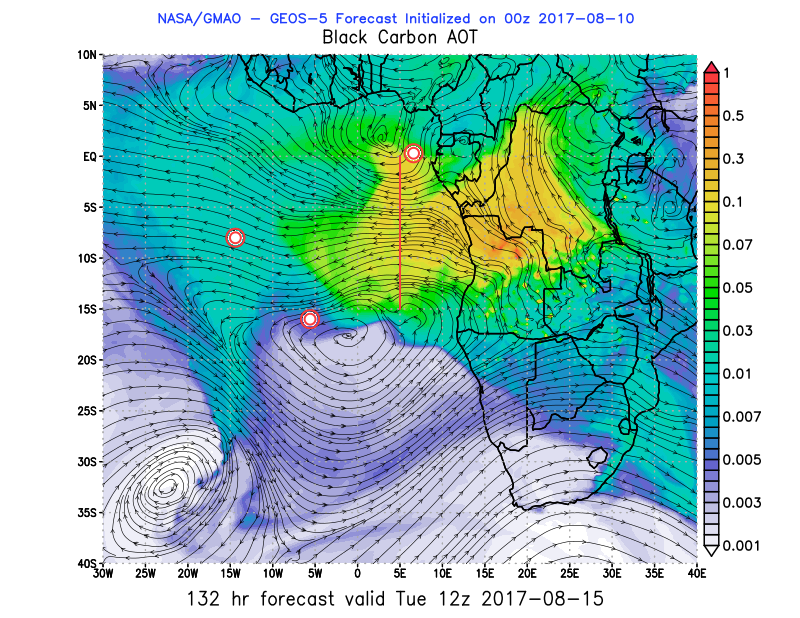 NASA/GMAO - GEOS-5 Forecast Initialized on 00z 2017-08-10
Black Carbon AOT
10N
5N
EQ
5S
10S
15S
20S
25S
30S
35S
40S
30W 25W 20W 15W 10W 5W 0 5E 10E 15E 20E 25E 30E 35E 40E
1
0.5
0.3
0.1
0.07
0.05
0.03
0.01
0.007
0.005
0.003
0.001
132 hr forecast valid Tue 12z 2017-08-15